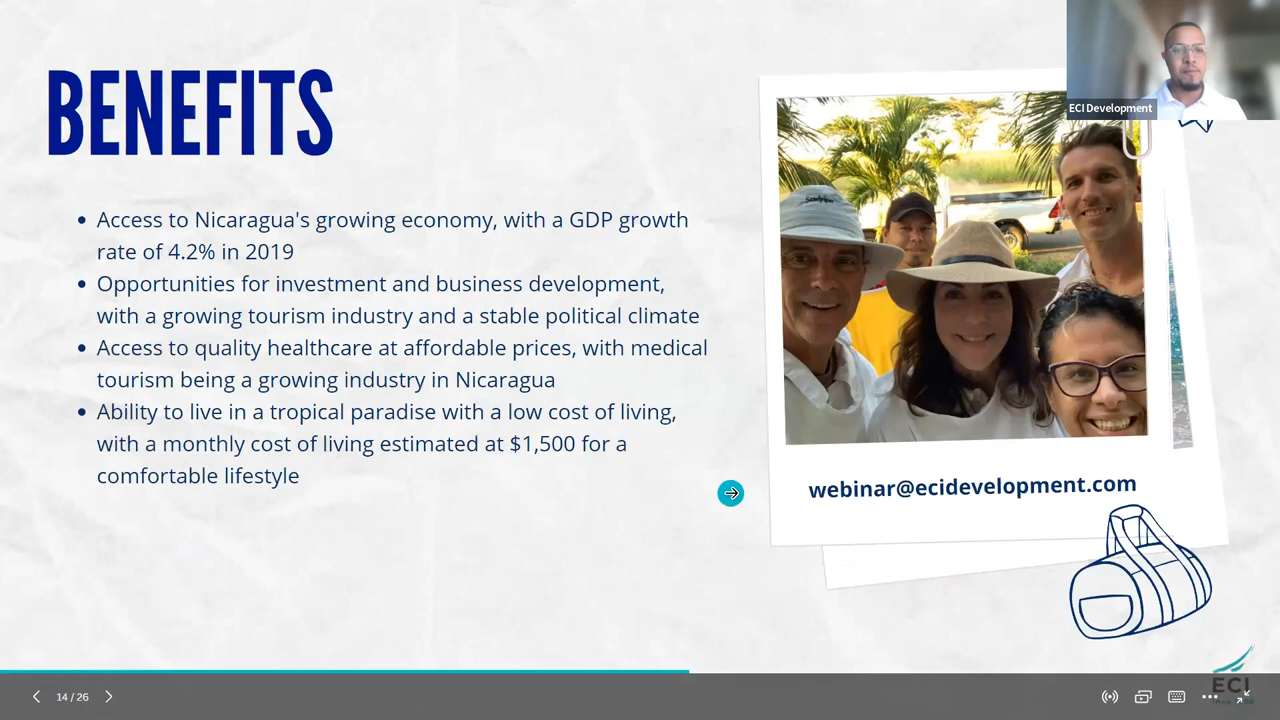 BENEFITS
ECI Development
Access to Nicaragua's growing economy, with a GDP growth
rate of 4.2% in 2019
Opportunities for investment and business development,
with a growing tourism industry and a stable political climate
Access to quality healthcare at affordable prices, with medical
tourism being a growing industry in Nicaragua
Ability to live in a tropical paradise with a low cost of living,
with a monthly cost of living estimated at $1,500 for a
comfortable lifestyle
webinar@ecidevelopment.com
14 / 26
ECI